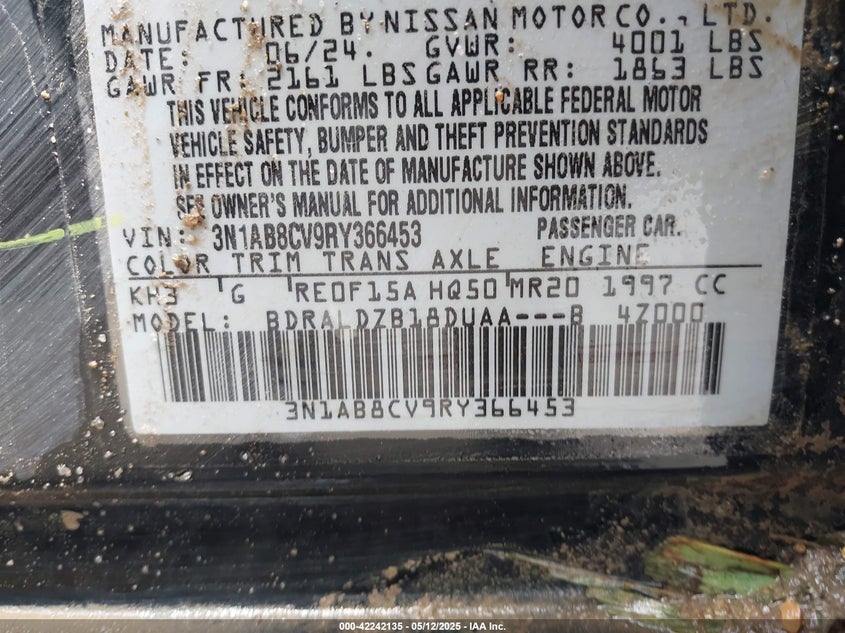 MANUFACTURED BY NISSAN MOTOR CO., LTD.
DATE: 06/24. GVWR: 4001 LBS
GAWR FR: 2161 LBS GAWR RR: 1863 LBS
THIS VEHICLE CONFORMS TO ALL APPLICABLE FEDERAL MOTOR
VEHICLE SAFETY, BUMPER AND THEFT PREVENTION STANDARDS
IN EFFECT ON THE DATE OF MANUFACTURE SHOWN ABOVE.
SEE OWNER'S MANUAL FOR ADDITIONAL INFORMATION.
VIN: 3N1AB8CV9RY366453 PASSENGER CAR.
COLOR TRIM TRANS AXLE ENGINE
KH3 G RE0F15A HQ50 MR20 1997 CC
MODEL: BDRALDZB18DUAA---B 47000
3N1AB8CV9RY366453
000-42242135 - 05/12/2025 - IAA Inc.